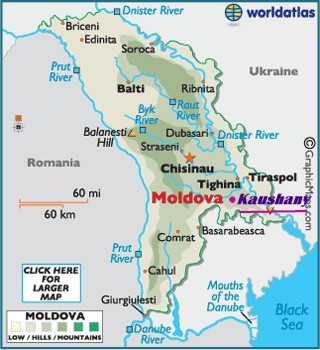 Dnister River
worldatlas
Briceni
Edinita
Soroca
Ukraine
Prut
River
Ribnita
Balti
Raut
River
Byk
River
Balanesti
Hill
Dubasari
Dnister River
Straseni
Chisinau
Romania
Tighina
Tiraspol
60 mi
60 km
Moldova
Kaushany
Comrat
Basarabeasca
Prut
River
Cahul
CLICK HERE
FOR
LARGER
MAP
Giurgiulesti
Mouths of
the
Danube
Black
Sea
MOLDOVA
LOW / HILLS / MOUNTAINS
Danube
River
©GraphicMaps.com